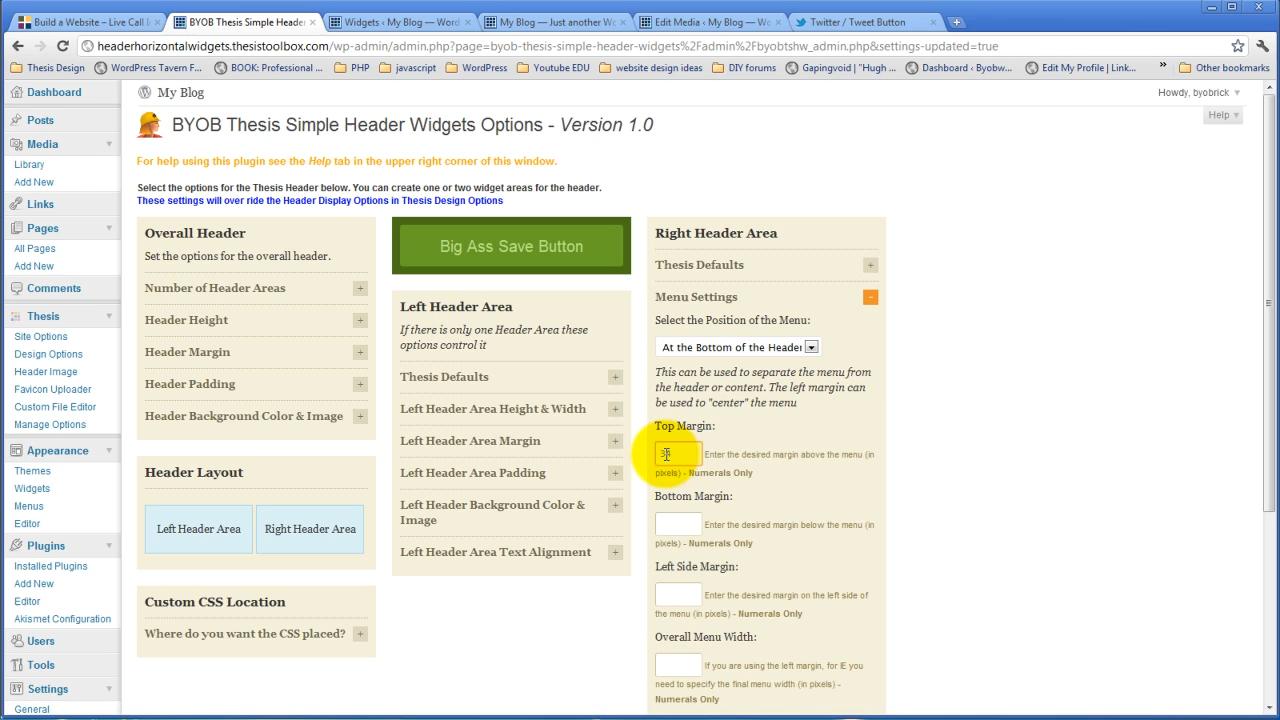 Build a Website – Live Call I
BYOB Thesis Simple Header
Widgets ‹ My Blog — Word
My Blog — Just another Wo
Edit Media ‹ My Blog — Wo
Twitter / Tweet Button
headerhorizontalwidgets.thesistoolbox.com/wp-admin/admin.php?page=byob-thesis-simple-header-widgets%2Fadmin%2Fbyobtshw_admin.php&settings-updated=true
Thesis Design
WordPress Tavern F...
BOOK: Professional ...
PHP
javascript
WordPress
Youtube EDU
website design ideas
DIY forums
Gapingvoid | "Hugh ...
Dashboard ‹ Byobw...
Edit My Profile | Link...
»
Other bookmarks
Dashboard
Posts
Media
Library
Add New
Links
Pages
All Pages
Add New
Comments
Thesis
Site Options
Design Options
Header Image
Favicon Uploader
Custom File Editor
Manage Options
Appearance
Themes
Widgets
Menus
Editor
Plugins
Installed Plugins
Add New
Editor
Akismet Configuration
Users
Tools
Settings
General
My Blog
Howdy, byobrick
Help
BYOB Thesis Simple Header Widgets Options - Version 1.0
For help using this plugin see the Help tab in the upper right corner of this window.
Select the options for the Thesis Header below. You can create one or two widget areas for the header.
These settings will over ride the Header Display Options in Thesis Design Options
Overall Header
Set the options for the overall header.
Number of Header Areas +
Header Height +
Header Margin +
Header Padding +
Header Background Color & Image +
Header Layout
Left Header Area
Right Header Area
Custom CSS Location
Where do you want the CSS placed? +
Big Ass Save Button
Left Header Area
If there is only one Header Area these
options control it
Thesis Defaults +
Left Header Area Height & Width +
Left Header Area Margin +
Left Header Area Padding +
Left Header Background Color &
Image +
Left Header Area Text Alignment +
Right Header Area
Thesis Defaults +
Menu Settings -
Select the Position of the Menu:
At the Bottom of the Header
This can be used to separate the menu from
the header or content. The left margin can
be used to "center" the menu
Top Margin:
Enter the desired margin above the menu (in
pixels) - Numerals Only
Bottom Margin:
Enter the desired margin below the menu (in
pixels) - Numerals Only
Left Side Margin:
Enter the desired margin on the left side of
the menu (in pixels) - Numerals Only
Overall Menu Width:
If you are using the left margin, for IE you
need to specify the final menu width (in pixels) -
Numerals Only